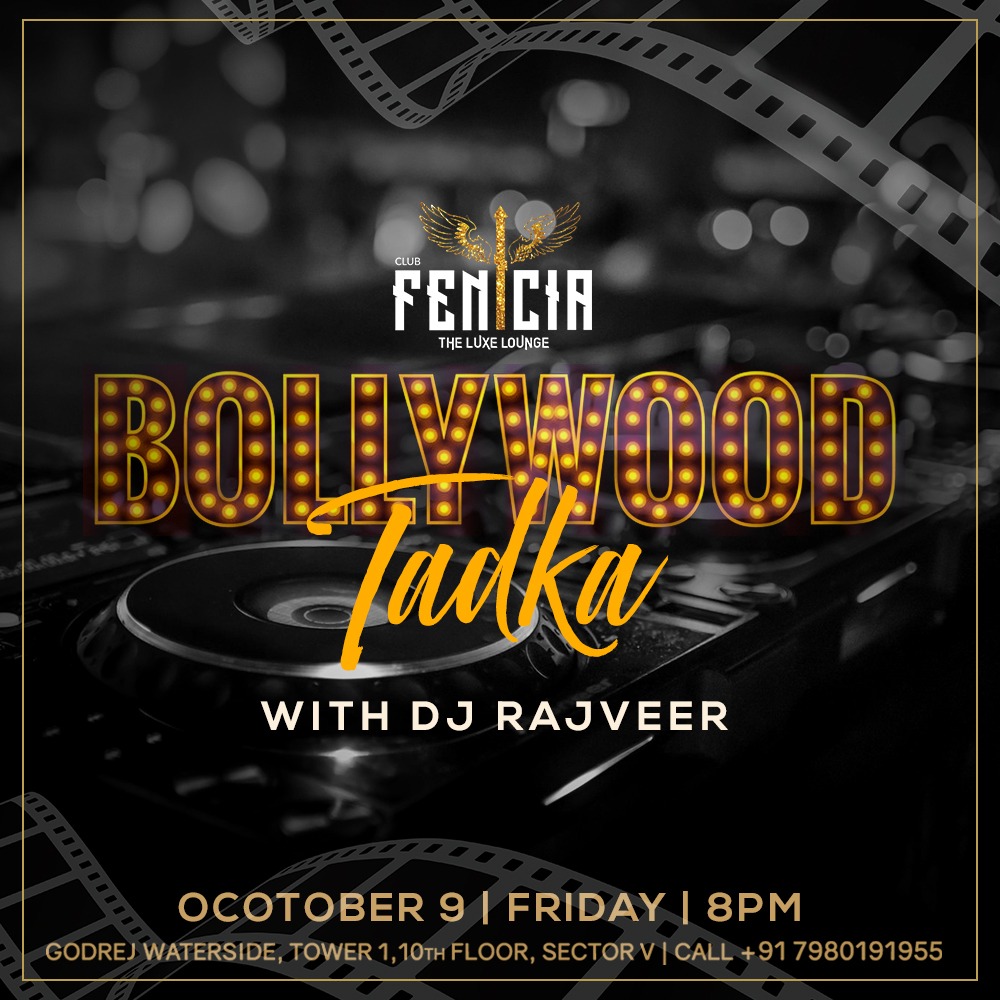 CLUB
FENICIA
THE LUXE LOUNGE
BOLLYWOOD
Tadka
WITH DJ RAJVEER
OCOTOBER 9 | FRIDAY | 8PM
GODREJ WATERSIDE, TOWER 1,10TH FLOOR, SECTOR V | CALL +91 7980191955